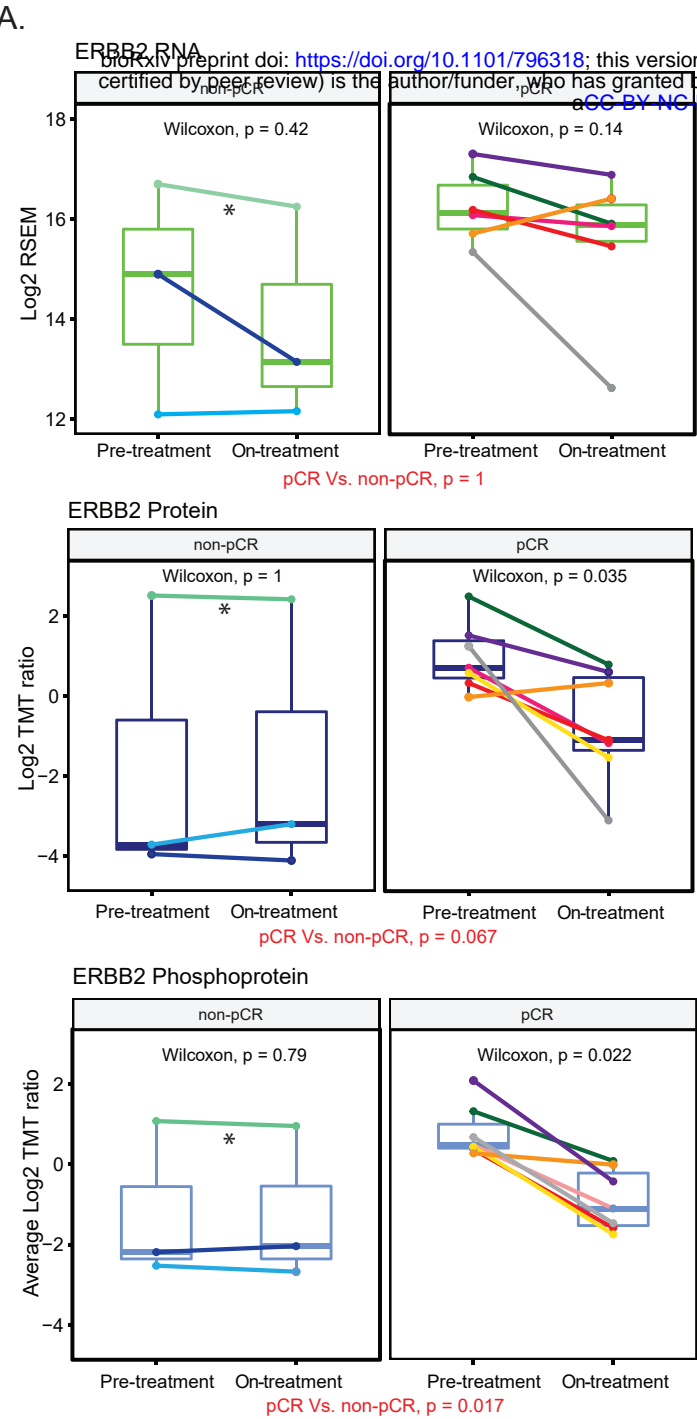 A.
ERBB2 RNA
bioRxiv preprint doi: https://doi.org/10.1101/796318; this version
certified by peer review) is the author/funder, who has granted
aCC-BY-NC
non-pCR pCR
Wilcoxon, p = 0.42 Wilcoxon, p = 0.14
*
Log2 RSEM
18
16
14
12
Pre-treatment On-treatment Pre-treatment On-treatment
pCR Vs. non-pCR, p = 1
ERBB2 Protein
non-pCR pCR
Wilcoxon, p = 1 Wilcoxon, p = 0.035
*
Log2 TMT ratio
2
0
−2
−4
Pre-treatment On-treatment Pre-treatment On-treatment
pCR Vs. non-pCR, p = 0.067
ERBB2 Phosphoprotein
non-pCR pCR
Wilcoxon, p = 0.79 Wilcoxon, p = 0.022
*
Average Log2 TMT ratio
2
0
−2
−4
Pre-treatment On-treatment Pre-treatment On-treatment
pCR Vs. non-pCR, p = 0.017